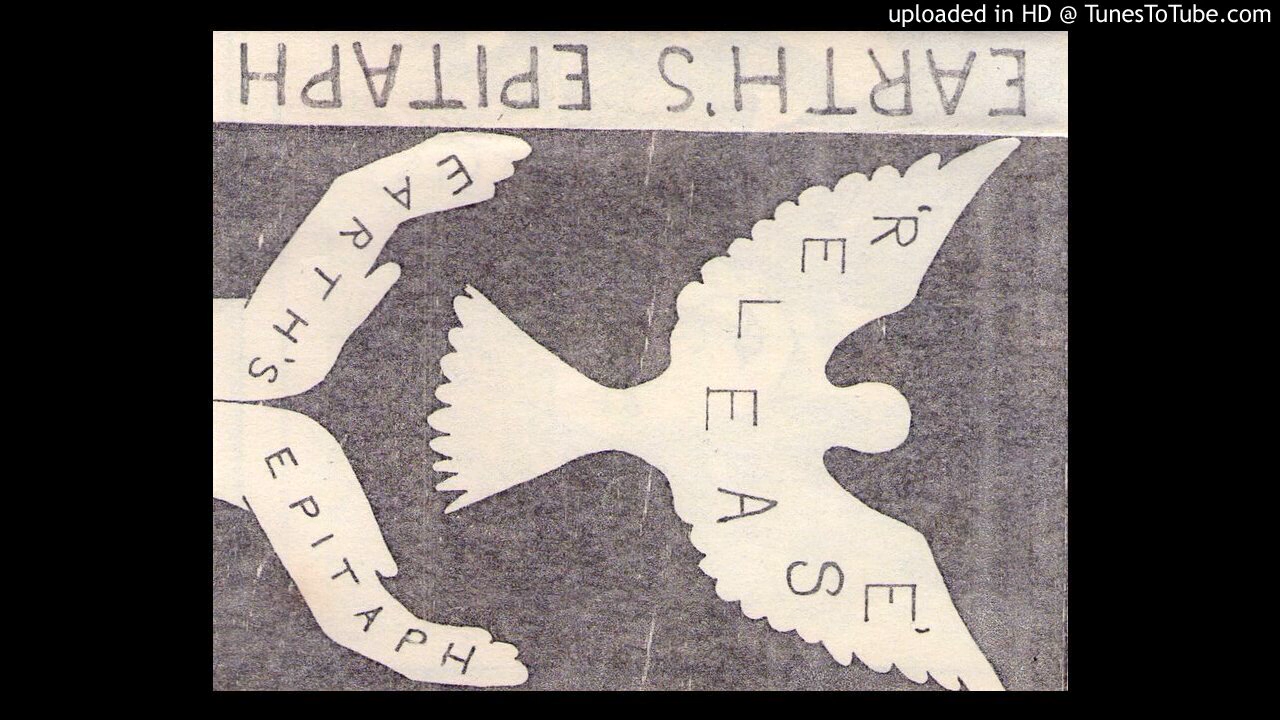 uploaded in HD @ TunesToTube.com
EARTH'S EPITAPH
'RELEASE'
EARTH'S
EPITAPH